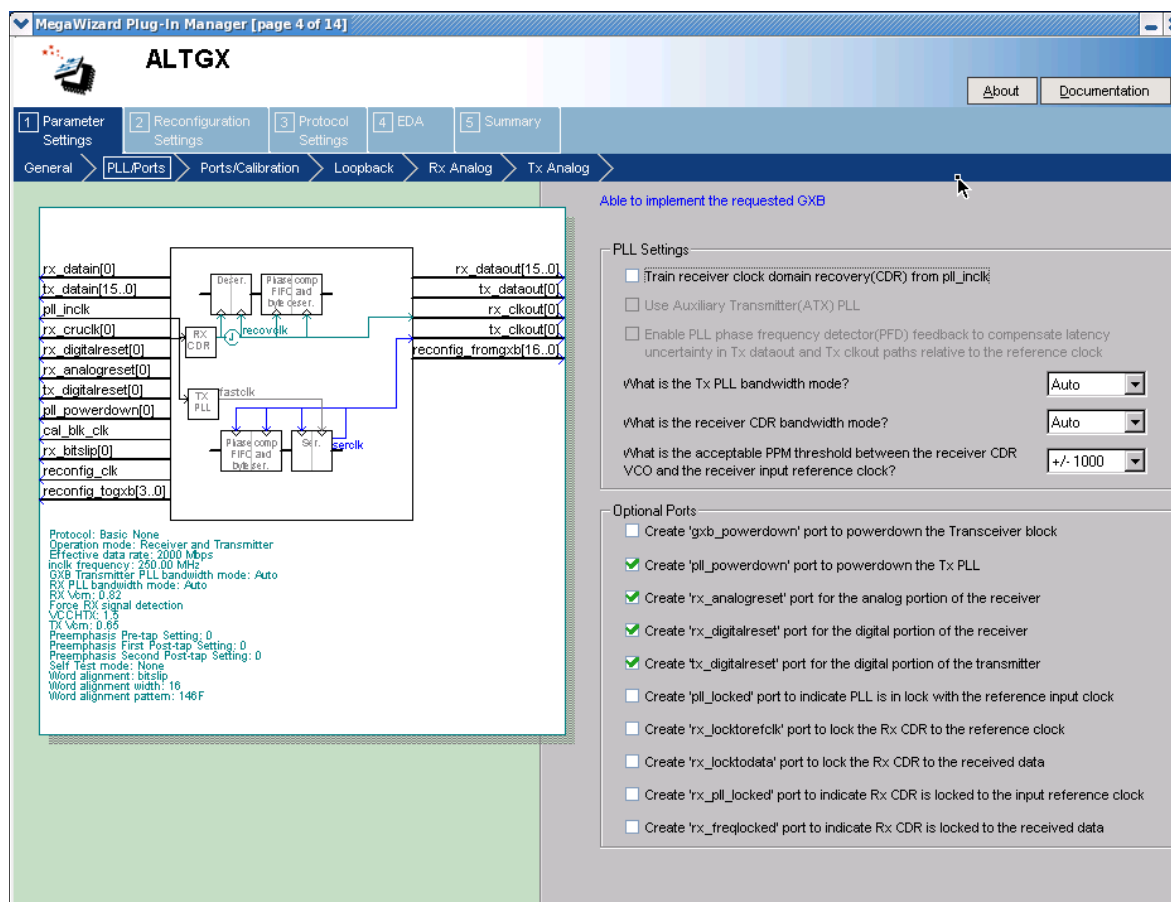 MegaWizard Plug-In Manager [page 4 of 14]
ALTGX
About
Documentation
1 Parameter Settings
2 Reconfiguration Settings
3 Protocol Settings
4 EDA
5 Summary
General
PLL/Ports
Ports/Calibration
Loopback
Rx Analog
Tx Analog
rx_datain[0]
tx_datain[15..0]
pll_inclk
rx_cruclk[0]
rx_digitalreset[0]
rx_analogreset[0]
tx_digitalreset[0]
pll_powerdown[0]
cal_blk_clk
rx_bitslip[0]
reconfig_clk
reconfig_togxb[3..0]
Deser.
Phase comp
FIFO and
byte deser.
RX
CDR
recovclk
TX
PLL
fastclk
Phase comp
FIFO and
byte ser.
Ser.
serclk
rx_dataout[15..0]
tx_dataout[0]
rx_clkout[0]
tx_clkout[0]
reconfig_fromgxb[16..0]
Protocol: Basic None
Operation mode: Receiver and Transmitter
Effective data rate: 2000 Mbps
inclk frequency: 250.00 MHz
GXB Transmitter PLL bandwidth mode: Auto
RX PLL bandwidth mode: Auto
RX Vcm: 0.82
Force RX signal detection
VCCHTX: 1.5
TX Vcm: 0.65
Preemphasis Pre-tap Setting: 0
Preemphasis First Post-tap Setting: 0
Preemphasis Second Post-tap Setting: 0
Self Test mode: None
Word alignment: bitslip
Word alignment width: 16
Word alignment pattern: 146F
Able to implement the requested GXB
PLL Settings
Train receiver clock domain recovery(CDR) from pll_inclk
Use Auxiliary Transmitter(ATX) PLL
Enable PLL phase frequency detector(PFD) feedback to compensate latency
uncertainty in Tx dataout and Tx clkout paths relative to the reference clock
What is the Tx PLL bandwidth mode?
Auto
What is the receiver CDR bandwidth mode?
Auto
What is the acceptable PPM threshold between the receiver CDR
VCO and the receiver input reference clock?
+/- 1000
Optional Ports
Create 'gxb_powerdown' port to powerdown the Transceiver block
Create 'pll_powerdown' port to powerdown the Tx PLL
Create 'rx_analogreset' port for the analog portion of the receiver
Create 'rx_digitalreset' port for the digital portion of the receiver
Create 'tx_digitalreset' port for the digital portion of the transmitter
Create 'pll_locked' port to indicate PLL is in lock with the reference input clock
Create 'rx_locktorefclk' port to lock the Rx CDR to the reference clock
Create 'rx_locktodata' port to lock the Rx CDR to the received data
Create 'rx_pll_locked' port to indicate Rx CDR is locked to the input reference clock
Create 'rx_freqlocked' port to indicate Rx CDR is locked to the received data